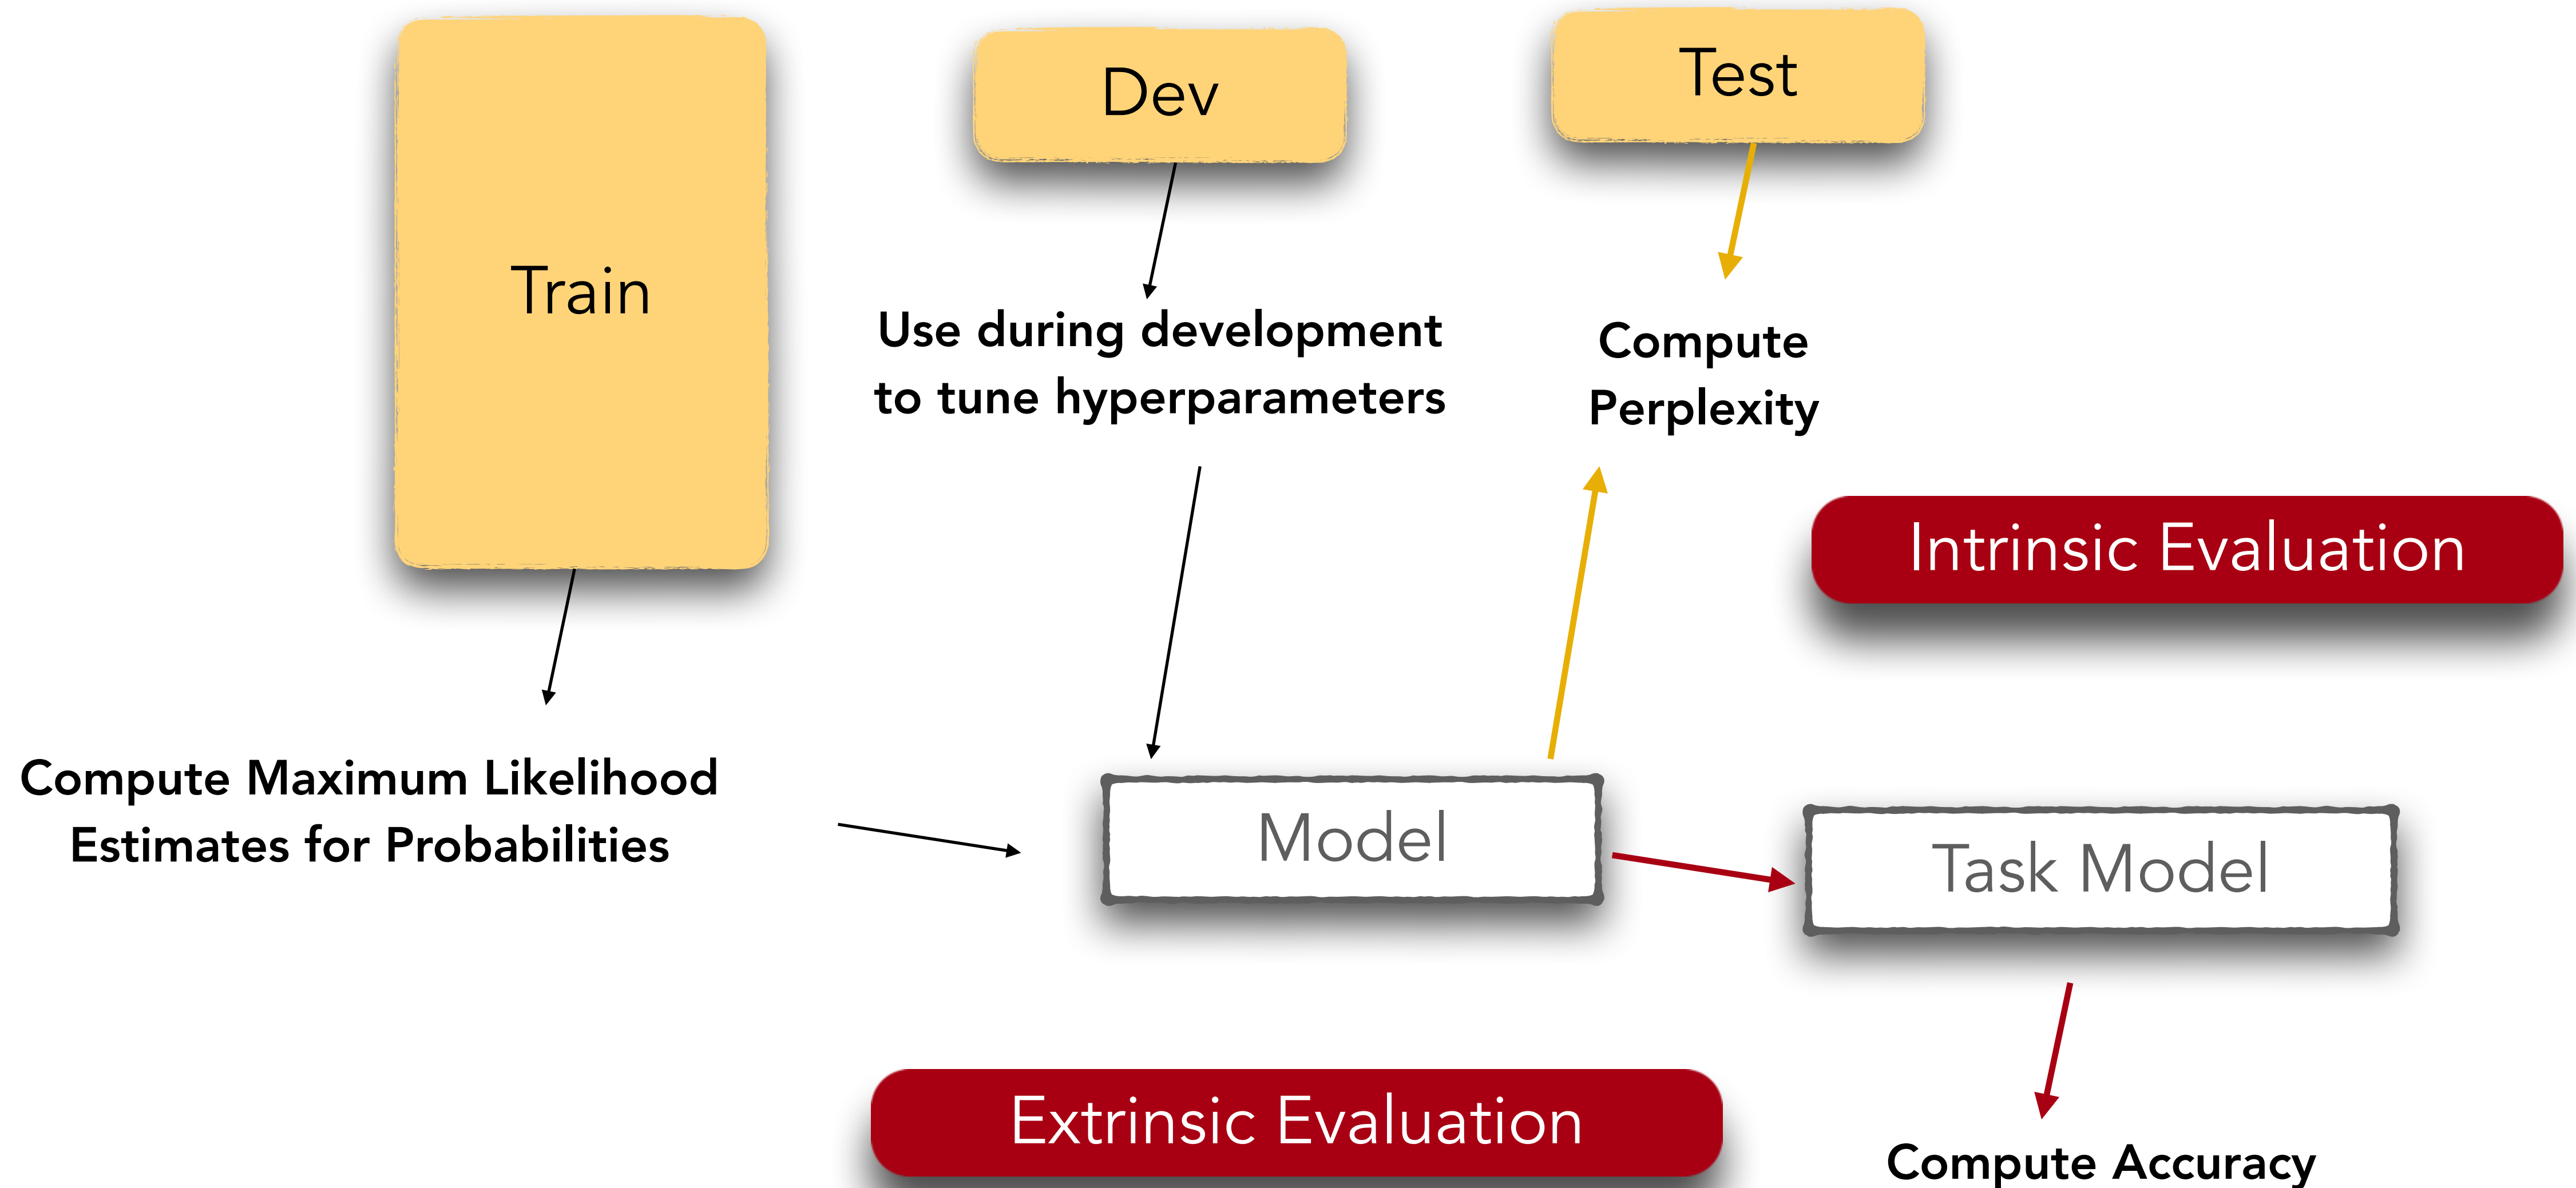 Train
Dev
Test
Use during development
to tune hyperparameters
Compute
Perplexity
Intrinsic Evaluation
Compute Maximum Likelihood
Estimates for Probabilities
Model
Task Model
Extrinsic Evaluation
Compute Accuracy